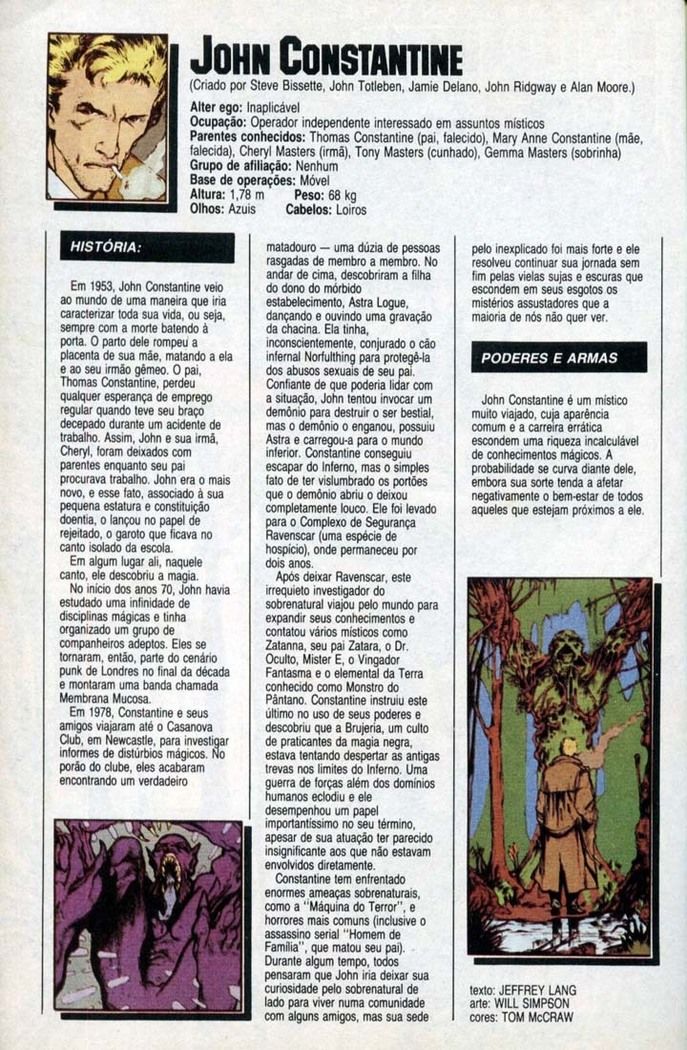 JOHN CONSTANTINE
(Criado por Steve Bissette, John Totleben, Jamie Delano, John Ridgway e Alan Moore.)
Alter ego: Inaplicável
Ocupação: Operador independente interessado em assuntos místicos
Parentes conhecidos: Thomas Constantine (pai, falecido), Mary Anne Constantine (mãe,
falecida), Cheryl Masters (irmã), Tony Masters (cunhado), Gemma Masters (sobrinha)
Grupo de afiliação: Nenhum
Base de operações: Móvel
Altura: 1,78 m Peso: 68 kg
Olhos: Azuis Cabelos: Loiros
HISTÓRIA:
Em 1953, John Constantine veio
ao mundo de uma maneira que iria
caracterizar toda sua vida, ou seja,
sempre com a morte batendo à
porta. O parto dele rompeu a
placenta de sua mãe, matando a ela
e ao seu irmão gêmeo. O pai,
Thomas Constantine, perdeu
qualquer esperança de emprego
regular quando teve seu braço
decepado durante um acidente de
trabalho. Assim, John e sua irmã,
Cheryl, foram deixados com
parentes enquanto seu pai
procurava trabalho. John era o mais
novo, e esse fato, associado à sua
pequena estatura e constituição
doentia, o lançou no papel de
rejeitado, o garoto que ficava no
canto isolado da escola.
Em algum lugar ali, naquele
canto, ele descobriu a magia.
No início dos anos 70, John havia
estudado uma infinidade de
disciplinas mágicas e tinha
organizado um grupo de
companheiros adeptos. Eles se
tornaram, então, parte do cenário
punk de Londres no final da década
e montaram uma banda chamada
Membrana Mucosa.
Em 1978, Constantine e seus
amigos viajaram até o Casanova
Club, em Newcastle, para investigar
informes de distúrbios mágicos. No
porão do clube, eles acabaram
encontrando um verdadeiro
matadouro — uma dúzia de pessoas
rasgadas de membro a membro. No
andar de cima, descobriram a filha
do dono do mórbido
estabelecimento, Astra Logue,
dançando e ouvindo uma gravação
da chacina. Ela tinha,
inconscientemente, conjurado o cão
infernal Norfulthing para protegê-la
dos abusos sexuais de seu pai.
Confiante de que poderia lidar com
a situação, John tentou invocar um
demônio para destruir o ser bestial,
mas o demônio o enganou, possuiu
Astra e carregou-a para o mundo
inferior. Constantine conseguiu
escapar do Inferno, mas o simples
fato de ter vislumbrado os portões
que o demônio abriu o deixou
completamente louco. Ele foi levado
para o Complexo de Segurança
Ravenscar (uma espécie de
hospício), onde permaneceu por
dois anos.
Após deixar Ravenscar, este
irrequieto investigador do
sobrenatural viajou pelo mundo para
expandir seus conhecimentos e
contatou vários místicos como
Zatanna, seu pai Zatara, o Dr.
Oculto, Mister E, o Vingador
Fantasma e o elemental da Terra
conhecido como Monstro do
Pântano. Constantine instruiu este
último no uso de seus poderes e
descobriu que a Brujeria, um culto
de praticantes da magia negra,
estava tentando despertar as antigas
trevas nos limites do Inferno. Uma
guerra de forças além dos domínios
humanos eclodiu e ele
desempenhou um papel
importantíssimo no seu término,
apesar de sua atuação ter parecido
insignificante aos que não estavam
envolvidos diretamente.
Constantine tem enfrentado
enormes ameaças sobrenaturais,
como a "Máquina do Terror", e
horrores mais comuns (inclusive o
assassino serial "Homem de
Família", que matou seu pai).
Durante algum tempo, todos
pensaram que John iria deixar sua
curiosidade pelo sobrenatural de
lado para viver numa comunidade
com alguns amigos, mas sua sede
pelo inexplicado foi mais forte e ele
resolveu continuar sua jornada sem
fim pelas vielas sujas e escuras que
escondem em seus esgotos os
mistérios assustadores que a
maioria de nós não quer ver.
PODERES E ARMAS
John Constantine é um místico
muito viajado, cuja aparência
comum e a carreira errática
escondem uma riqueza incalculável
de conhecimentos mágicos. A
probabilidade se curva diante dele,
embora sua sorte tenda a afetar
negativamente o bem-estar de todos
aqueles que estejam próximos a ele.
texto: JEFFREY LANG
arte: WILL SIMPSON
cores: TOM McCRAW